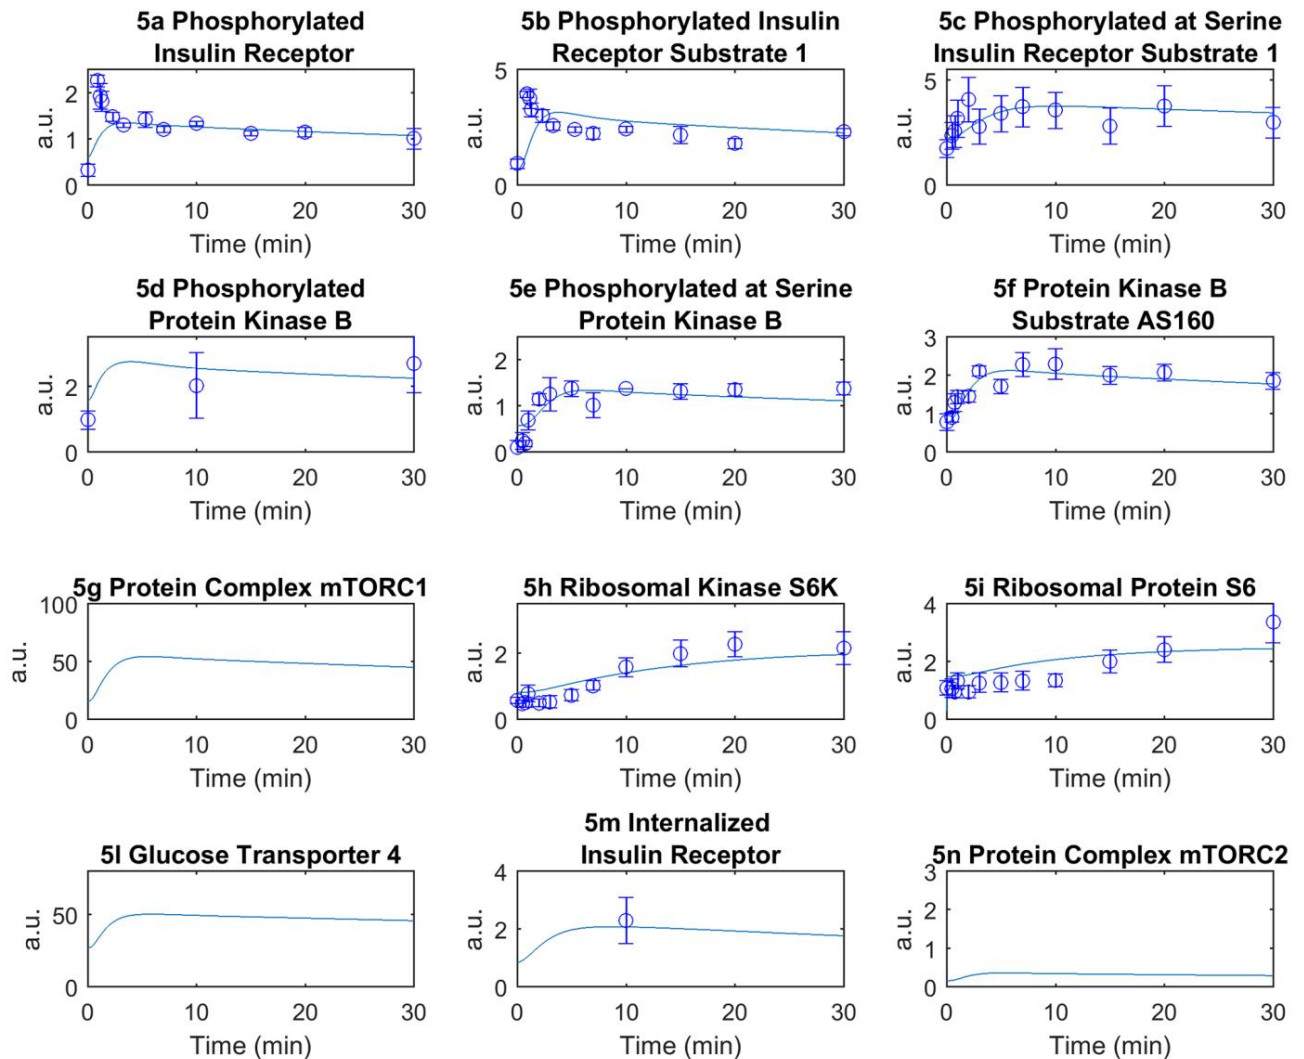 5a Phosphorylated
Insulin Receptor
a.u.
2
1
0
0 10 20 30
Time (min)
5b Phosphorylated Insulin
Receptor Substrate 1
a.u.
5
0
0 10 20 30
Time (min)
5c Phosphorylated at Serine
Insulin Receptor Substrate 1
a.u.
5
0
0 10 20 30
Time (min)
5d Phosphorylated
Protein Kinase B
a.u.
2
0
0 10 20 30
Time (min)
5e Phosphorylated at Serine
Protein Kinase B
a.u.
2
1
0
0 10 20 30
Time (min)
5f Protein Kinase B
Substrate AS160
a.u.
3
2
1
0
0 10 20 30
Time (min)
5g Protein Complex mTORC1
a.u.
100
50
0
0 10 20 30
Time (min)
5h Ribosomal Kinase S6K
a.u.
2
0
0 10 20 30
Time (min)
5i Ribosomal Protein S6
a.u.
4
2
0
0 10 20 30
Time (min)
5l Glucose Transporter 4
a.u.
50
0
0 10 20 30
Time (min)
5m Internalized
Insulin Receptor
a.u.
4
2
0
0 10 20 30
Time (min)
5n Protein Complex mTORC2
a.u.
3
2
1
0
0 10 20 30
Time (min)